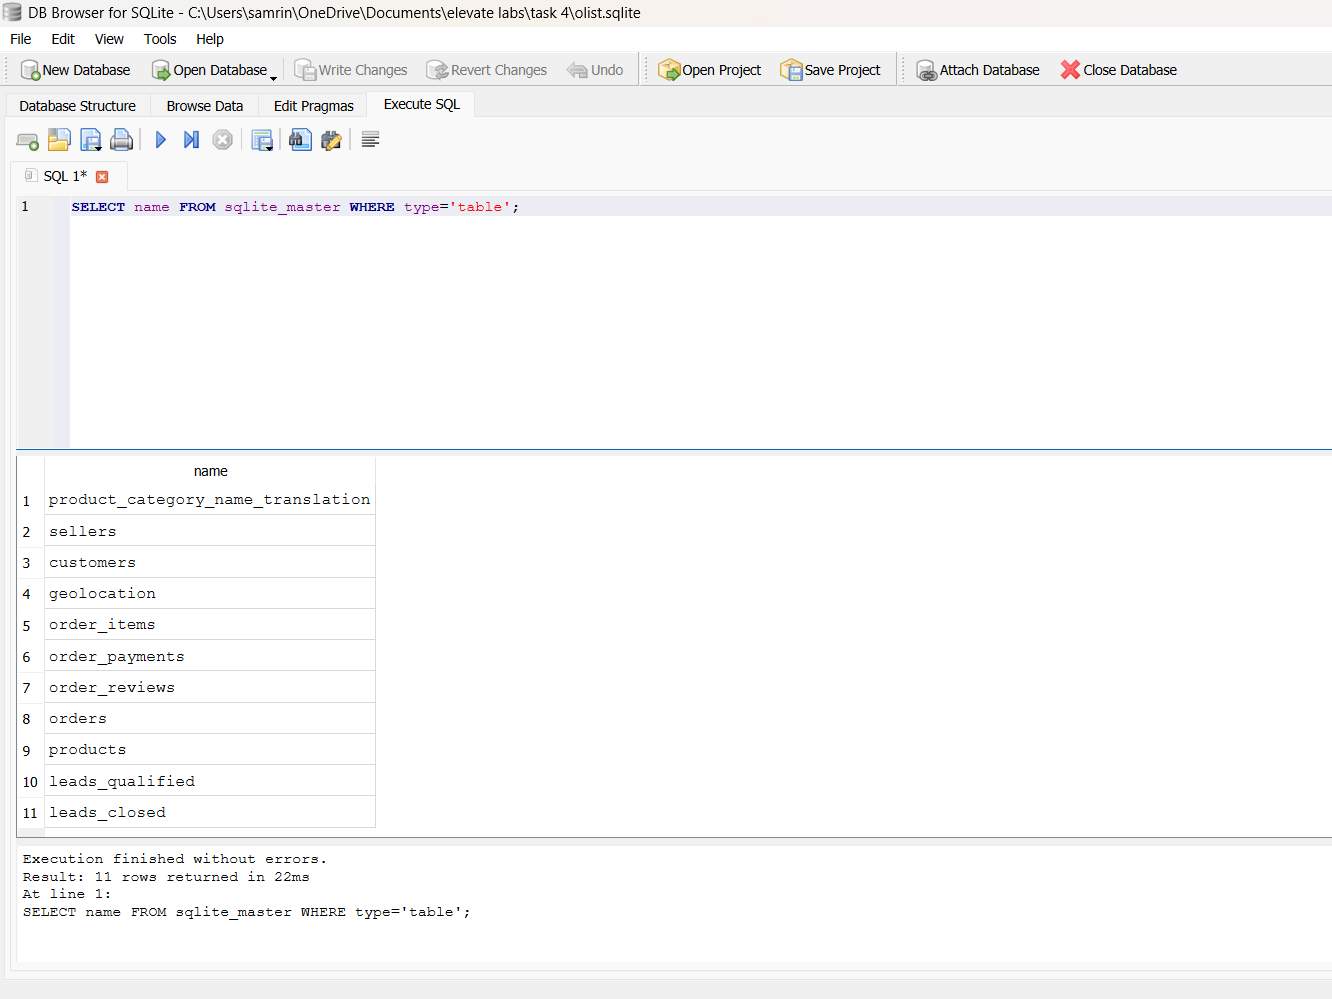 DB Browser for SQLite - C:\Users\samrin\OneDrive\Documents\elevate labs\task 4\olist.sqlite
File Edit View Tools Help
New Database Open Database Write Changes Revert Changes Undo Open Project Save Project Attach Database Close Database
Database Structure Browse Data Edit Pragmas Execute SQL
SQL 1*
1 SELECT name FROM sqlite_master WHERE type='table';
name
1 product_category_name_translation
2 sellers
3 customers
4 geolocation
5 order_items
6 order_payments
7 order_reviews
8 orders
9 products
10 leads_qualified
11 leads_closed
Execution finished without errors.
Result: 11 rows returned in 22ms
At line 1:
SELECT name FROM sqlite_master WHERE type='table';